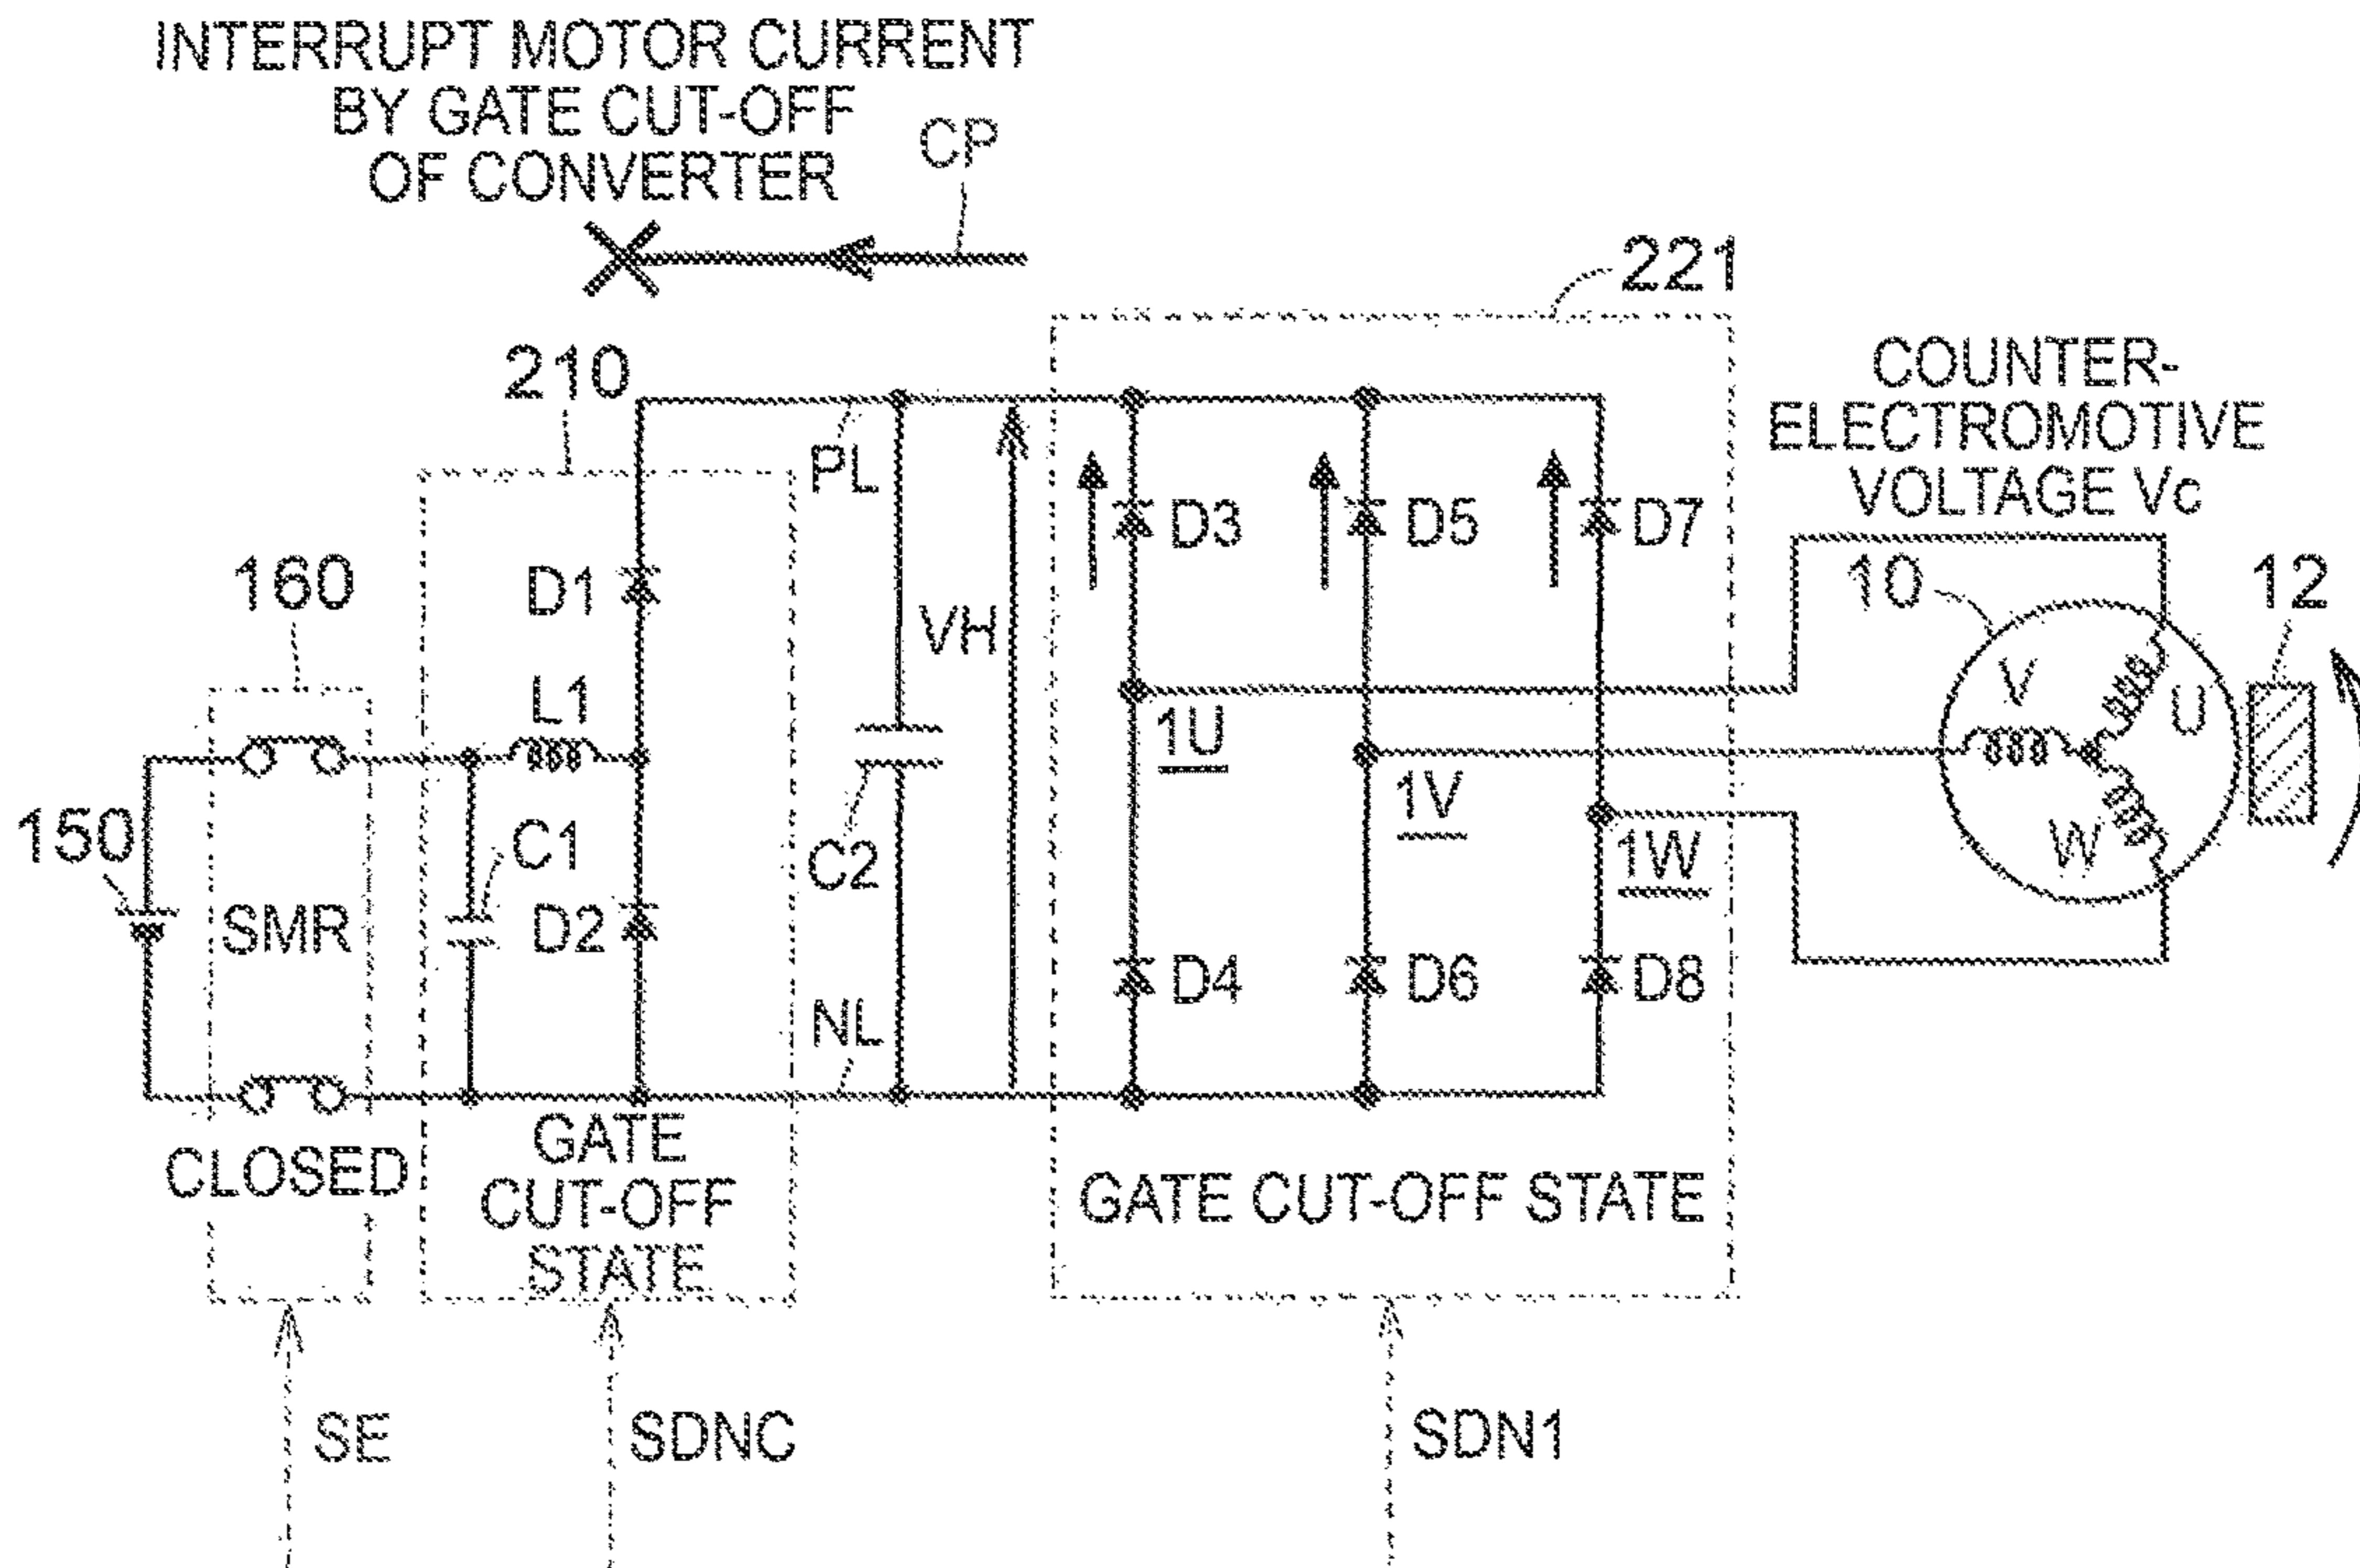 INTERRUPT MOTOR CURRENT
BY GATE CUT-OFF
OF CONVERTER
CP
221
210
COUNTER-
ELECTROMOTIVE
VOLTAGE Vc
PL
D3
D5
D7
160
D1
VH
10
12
L1
V
U
1U
1V
150
C1
C2
1W
W
SMR
D2
D4
D6
D8
NL
CLOSED
GATE
CUT-OFF
STATE
GATE CUT-OFF STATE
SE
SDNC
SDN1